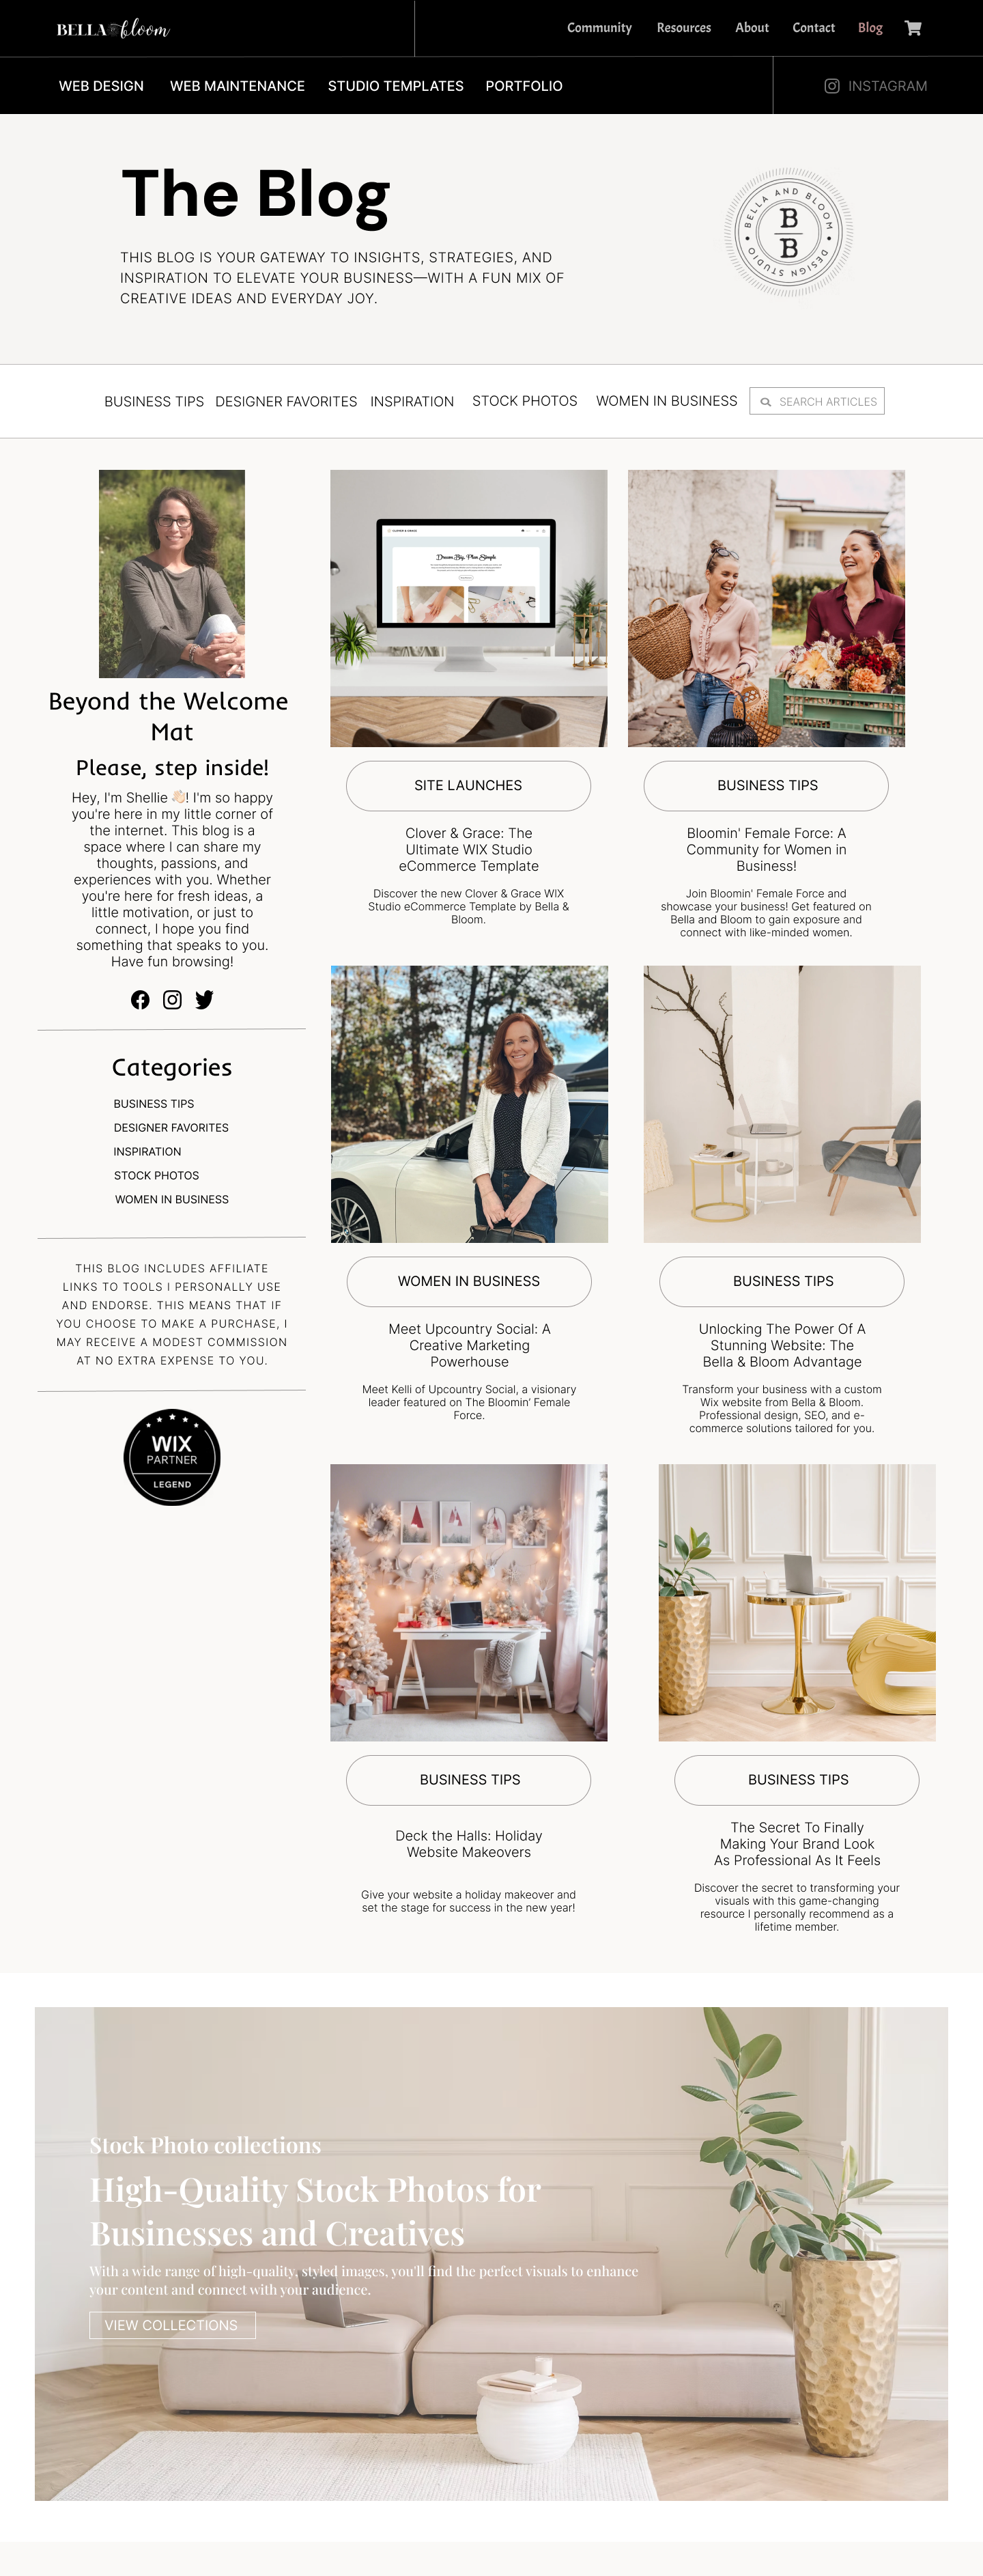 BELLA bloom
Community Resources About Contact Blog
WEB DESIGN WEB MAINTENANCE STUDIO TEMPLATES PORTFOLIO
INSTAGRAM
The Blog
THIS BLOG IS YOUR GATEWAY TO INSIGHTS, STRATEGIES, AND
INSPIRATION TO ELEVATE YOUR BUSINESS—WITH A FUN MIX OF
CREATIVE IDEAS AND EVERYDAY JOY.
BELLA AND BLOOM
B
B
DESIGN STUDIO
BUSINESS TIPS DESIGNER FAVORITES INSPIRATION STOCK PHOTOS WOMEN IN BUSINESS SEARCH ARTICLES
Beyond the Welcome
Mat
Please, step inside!
Hey, I'm Shellie 👋🏻! I'm so happy
you're here in my little corner of
the internet. This blog is a
space where I can share my
thoughts, passions, and
experiences with you. Whether
you're here for fresh ideas, a
little motivation, or just to
connect, I hope you find
something that speaks to you.
Have fun browsing!
Categories
BUSINESS TIPS
DESIGNER FAVORITES
INSPIRATION
STOCK PHOTOS
WOMEN IN BUSINESS
THIS BLOG INCLUDES AFFILIATE
LINKS TO TOOLS I PERSONALLY USE
AND ENDORSE. THIS MEANS THAT IF
YOU CHOOSE TO MAKE A PURCHASE, I
MAY RECEIVE A MODEST COMMISSION
AT NO EXTRA EXPENSE TO YOU.
WIX
PARTNER
LEGEND
CLOVER & GRACE
Dream Big, Plan Simple
SITE LAUNCHES
Clover & Grace: The
Ultimate WIX Studio
eCommerce Template
Discover the new Clover & Grace WIX
Studio eCommerce Template by Bella &
Bloom.
BUSINESS TIPS
Bloomin' Female Force: A
Community for Women in
Business!
Join Bloomin' Female Force and
showcase your business! Get featured on
Bella and Bloom to gain exposure and
connect with like-minded women.
WOMEN IN BUSINESS
Meet Upcountry Social: A
Creative Marketing
Powerhouse
Meet Kelli of Upcountry Social, a visionary
leader featured on The Bloomin' Female
Force.
BUSINESS TIPS
Unlocking The Power Of A
Stunning Website: The
Bella & Bloom Advantage
Transform your business with a custom
Wix website from Bella & Bloom.
Professional design, SEO, and e-
commerce solutions tailored for you.
BUSINESS TIPS
Deck the Halls: Holiday
Website Makeovers
Give your website a holiday makeover and
set the stage for success in the new year!
BUSINESS TIPS
The Secret To Finally
Making Your Brand Look
As Professional As It Feels
Discover the secret to transforming your
visuals with this game-changing
resource I personally recommend as a
lifetime member.
Stock Photo collections
High-Quality Stock Photos for
Businesses and Creatives
With a wide range of high-quality, styled images, you'll find the perfect visuals to enhance
your content and connect with your audience.
VIEW COLLECTIONS